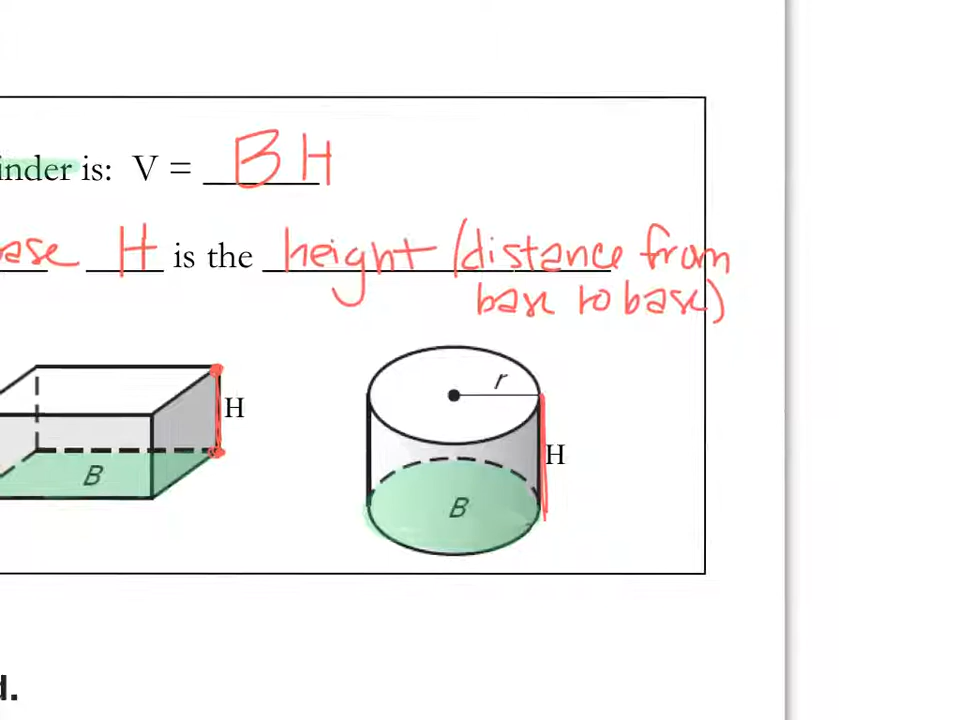 inder is: V = BH
ase H is the height (distance from
base to base)
r
H
H
B
B
d.